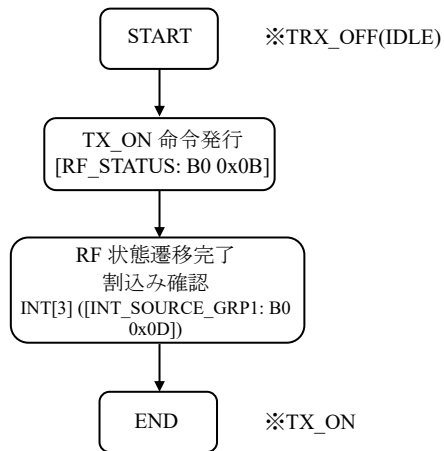 START
※TRX_OFF(IDLE)
TX_ON 命令発行
[RF_STATUS: B0 0x0B]
RF 状態遷移完了
割込み確認
INT[3] ([INT_SOURCE_GRP1: B0
0x0D])
END
※TX_ON